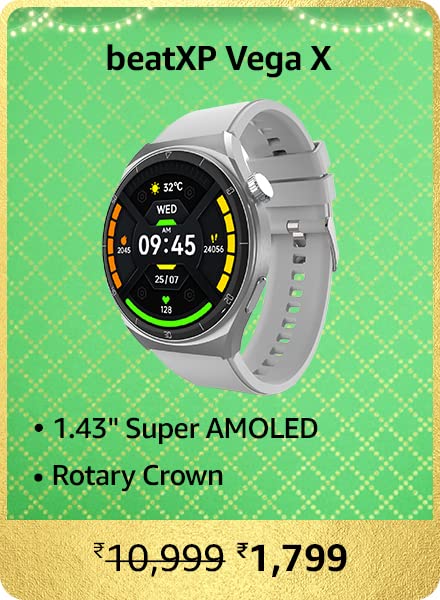 beatXP Vega X
32°C
WED
AM
2045 09:45 24056
25/07
128
• 1.43" Super AMOLED
• Rotary Crown
₹10,999 ₹1,799